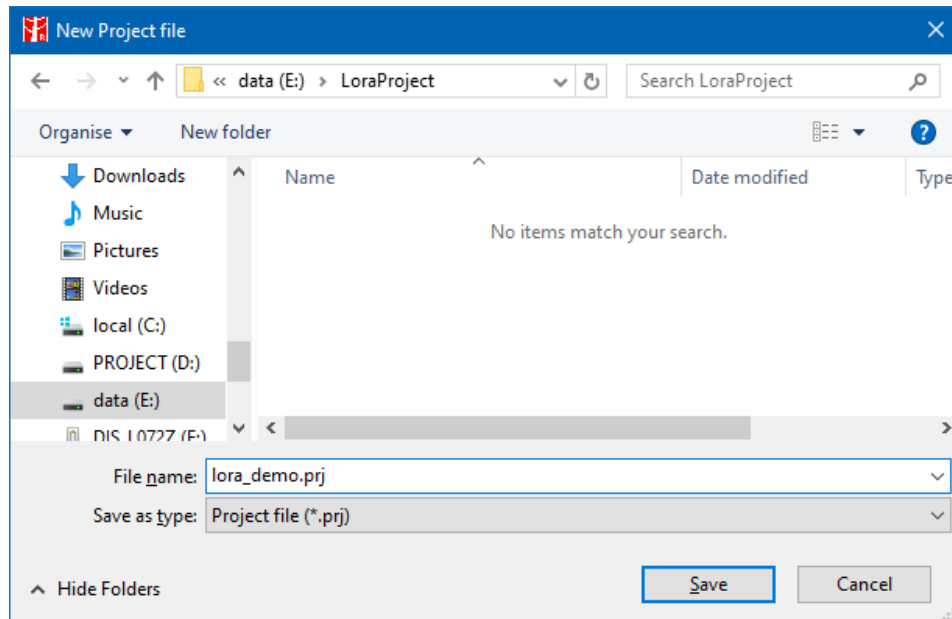 New Project file
« data (E:) › LoraProject
Search LoraProject
Organise
New folder
?
Name
Date modified
Type
Downloads
No items match your search.
Music
Pictures
Videos
local (C:)
PROJECT (D:)
data (E:)
DIS_L072Z (F:)
File name: lora_demo.prj
Save as type: Project file (*.prj)
Hide Folders
Save
Cancel